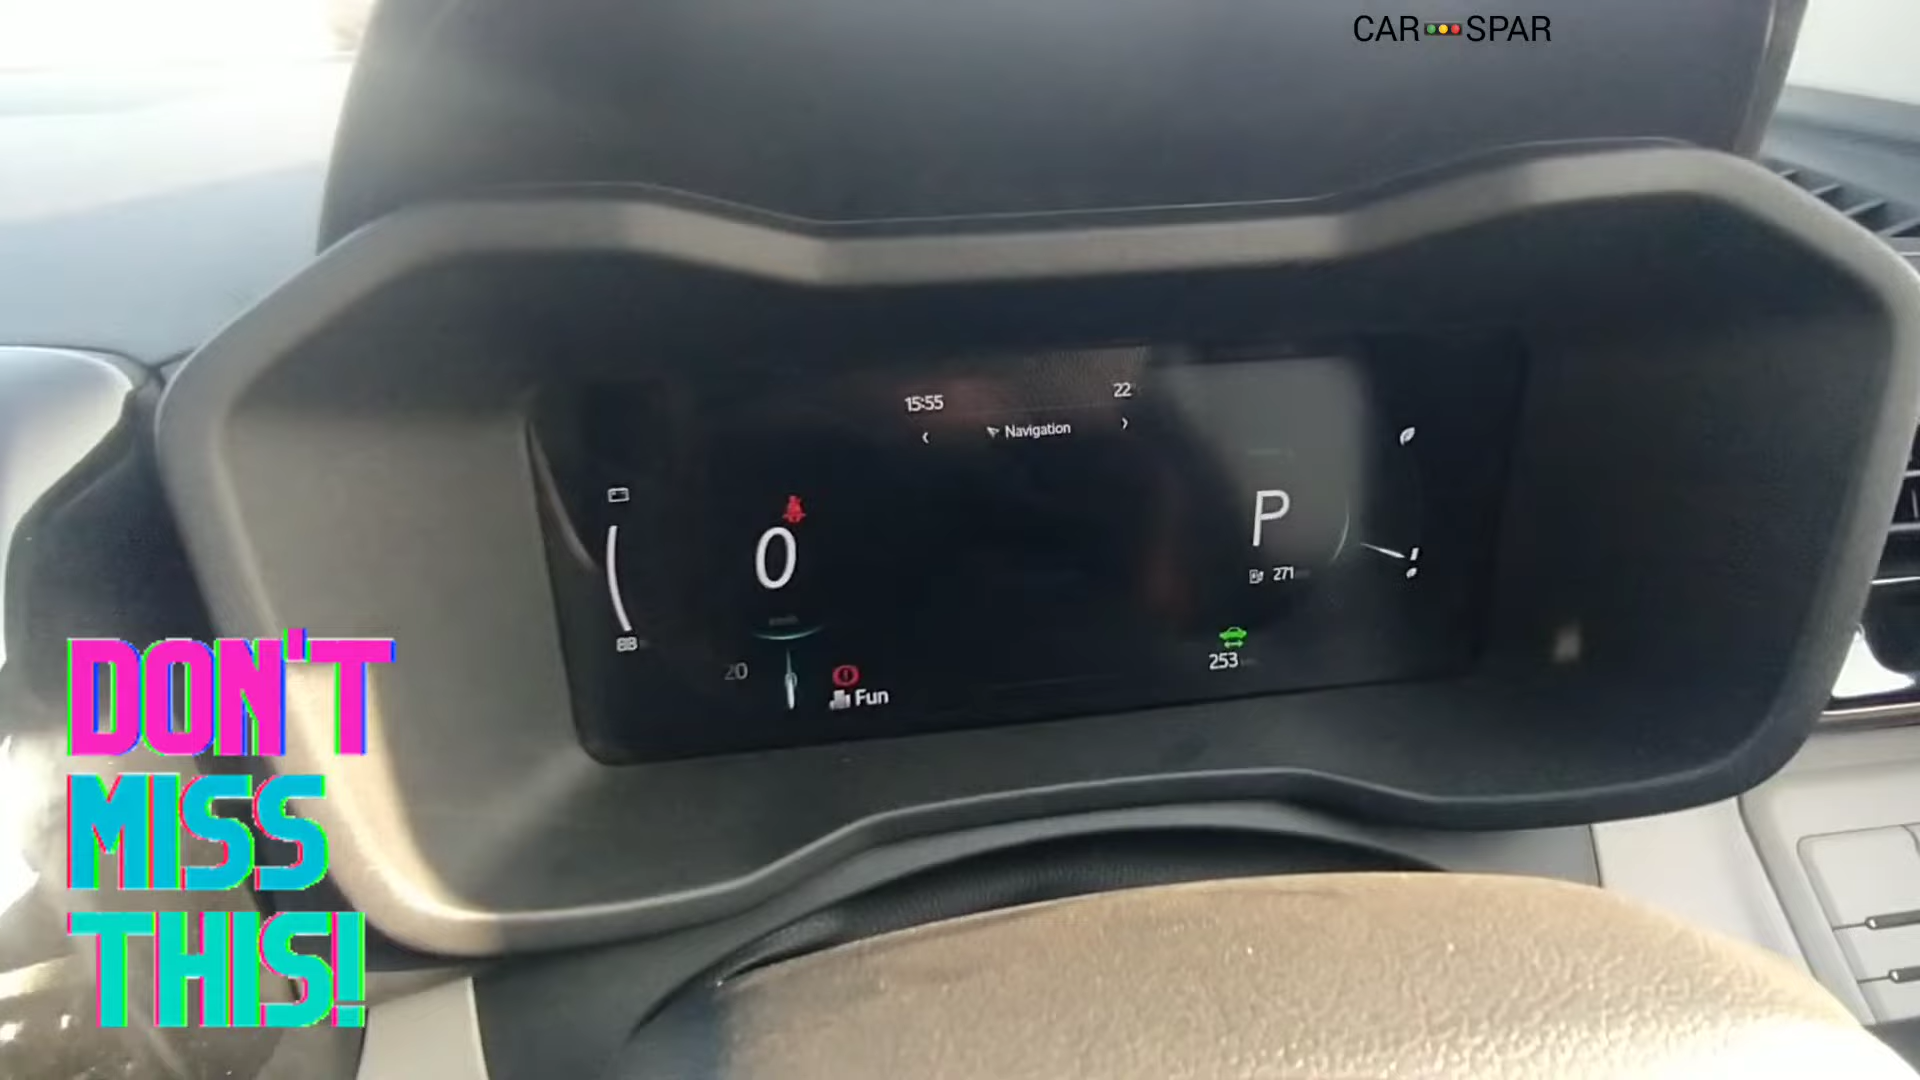 CAR SPAR
15:55 22
‹ Navigation ›
0
P
271
88
20
253
Fun
DON'T
MISS
THIS!